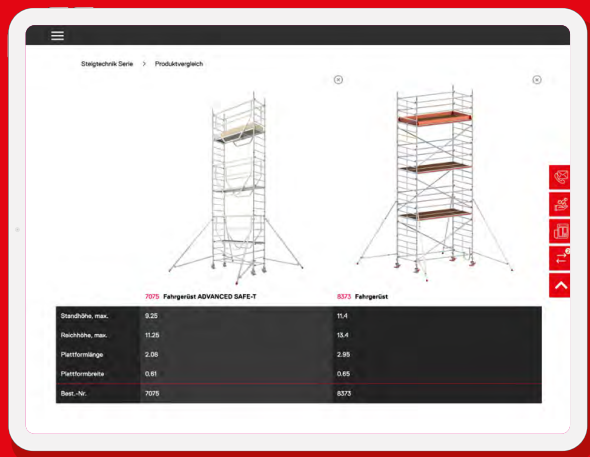 Steigtechnik Serie > Produktvergleich
7075 Fahrgerüst ADVANCED SAFE-T 8373 Fahrgerüst
Standhöhe, max. 9.25 11.4
Reichhöhe, max. 11.25 13.4
Plattformlänge 2.08 2.95
Plattformbreite 0.61 0.65
Best.-Nr. 7075 8373